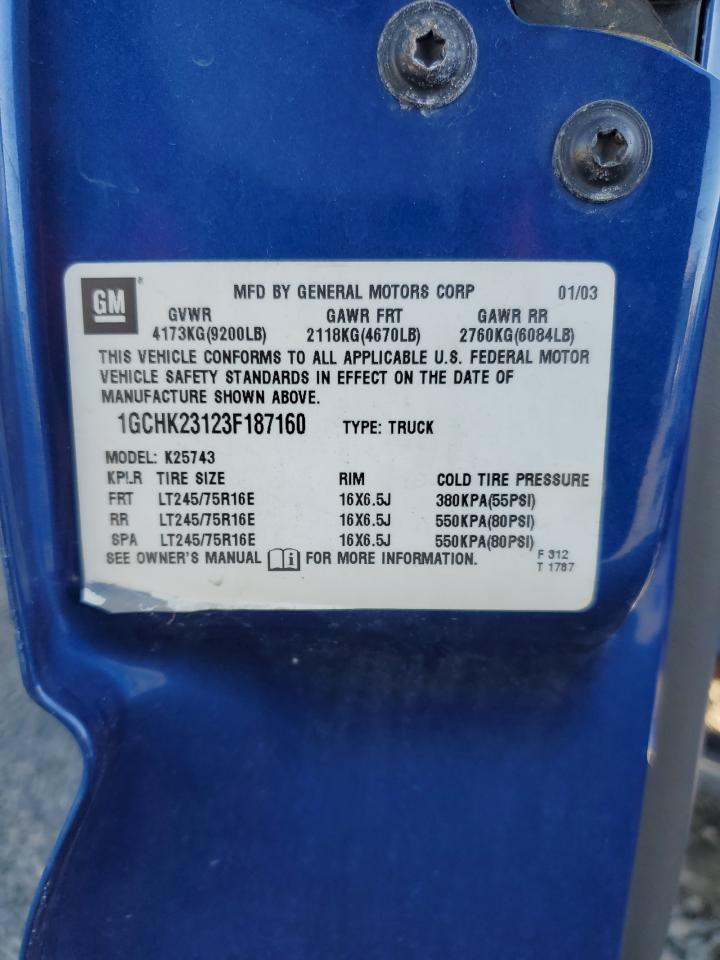 GM ® MFD BY GENERAL MOTORS CORP 01/03
GVWR GAWR FRT GAWR RR
4173KG(9200LB) 2118KG(4670LB) 2760KG(6084LB)
THIS VEHICLE CONFORMS TO ALL APPLICABLE U.S. FEDERAL MOTOR
VEHICLE SAFETY STANDARDS IN EFFECT ON THE DATE OF
MANUFACTURE SHOWN ABOVE.
1GCHK23123F187160 TYPE: TRUCK
MODEL: K25743
KPLR TIRE SIZE RIM COLD TIRE PRESSURE
FRT LT245/75R16E 16X6.5J 380KPA(55PSI)
RR LT245/75R16E 16X6.5J 550KPA(80PSI)
SPA LT245/75R16E 16X6.5J 550KPA(80PSI)
SEE OWNER'S MANUAL i FOR MORE INFORMATION.
F 312
T 1787